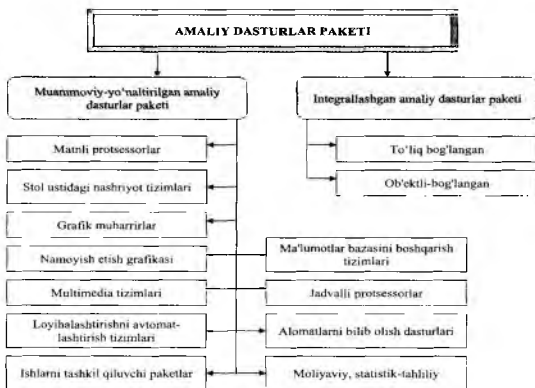 AMALIY DASTURLAR PAKETI
Muammoviy-yo'naltirilgan amaliy
dasturlar paketi
Integrallashgan amaliy dasturlar paketi
Matnli protsessorlar
To'liq bog'langan
Stol ustidagi nashriyot tizimlari
Ob'ektli-bog'langan
Grafik muharrirlar
Namoyish etish grafikasi
Ma'lumotlar bazasini boshqarish
tizimlari
Multimedia tizimlari
Jadvalli protsessorlar
Loyihalashtirishni avtomat-
lashtirish tizimlari
Alomatlarni bilib olish dasturlari
Ishlarni tashkil qiluvchi paketlar
Moliyaviy, statistik-tahliliy